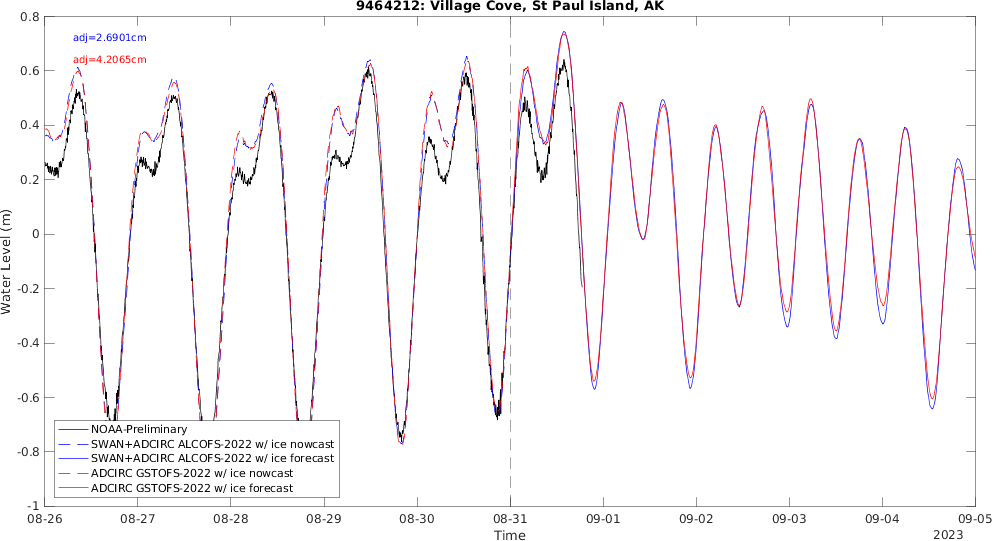 9464212: Village Cove, St Paul Island, AK
adj=2.6901cm
adj=4.2065cm
Water Level (m)
0.8
0.6
0.4
0.2
0
-0.2
-0.4
-0.6
-0.8
-1
NOAA-Preliminary
SWAN+ADCIRC ALCOFS-2022 w/ ice nowcast
SWAN+ADCIRC ALCOFS-2022 w/ ice forecast
ADCIRC GSTOFS-2022 w/ ice nowcast
ADCIRC GSTOFS-2022 w/ ice forecast
08-26 08-27 08-28 08-29 08-30 08-31 09-01 09-02 09-03 09-04 09-05
Time
2023